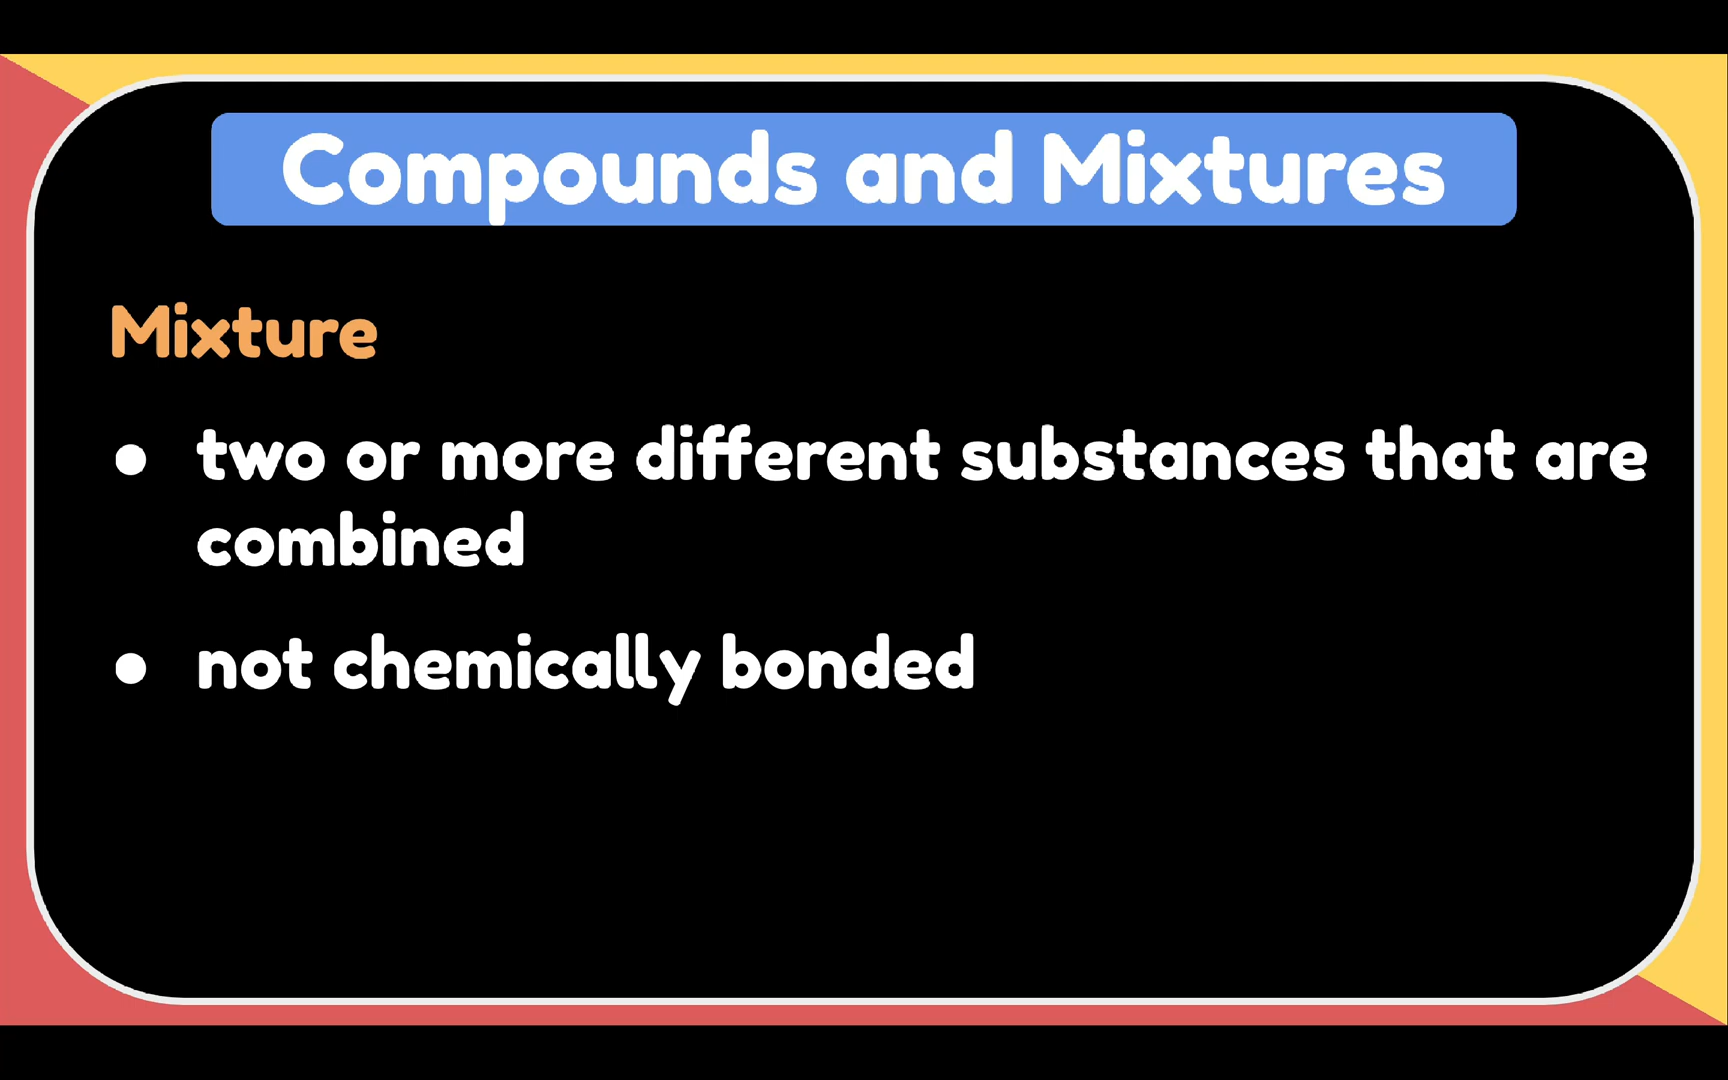 Compounds and Mixtures
Mixture
● two or more different substances that are
combined
● not chemically bonded